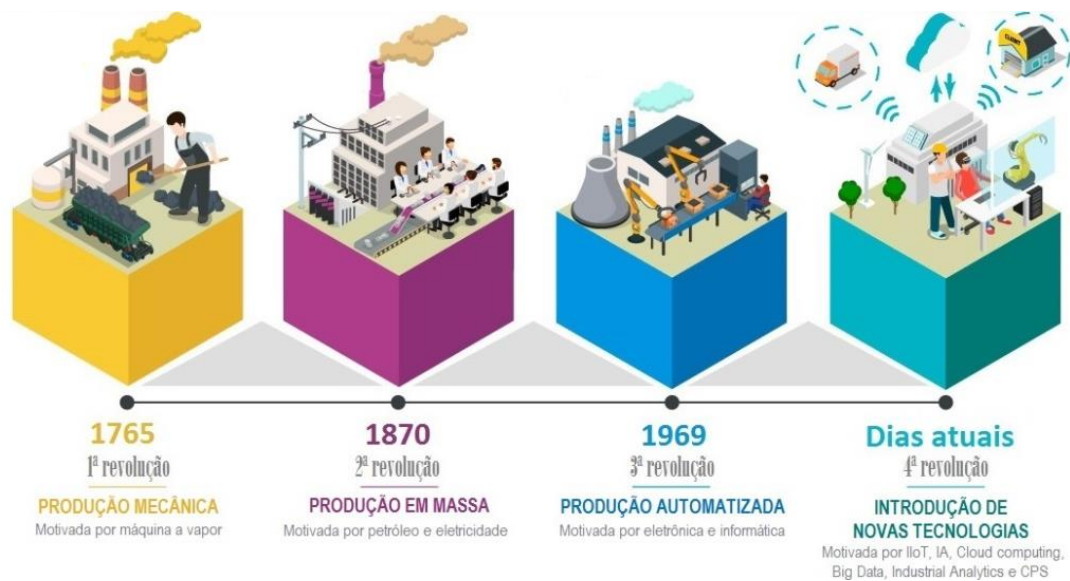 CLIENT
1765
1ª revolução
PRODUÇÃO MECÂNICA
Motivada por máquina a vapor
1870
2ª revolução
PRODUÇÃO EM MASSA
Motivada por petróleo e eletricidade
1969
3ª revolução
PRODUÇÃO AUTOMATIZADA
Motivada por eletrônica e informática
Dias atuais
4ª revolução
INTRODUÇÃO DE
NOVAS TECNOLOGIAS
Motivada por IIoT, IA, Cloud computing,
Big Data, Industrial Analytics e CPS